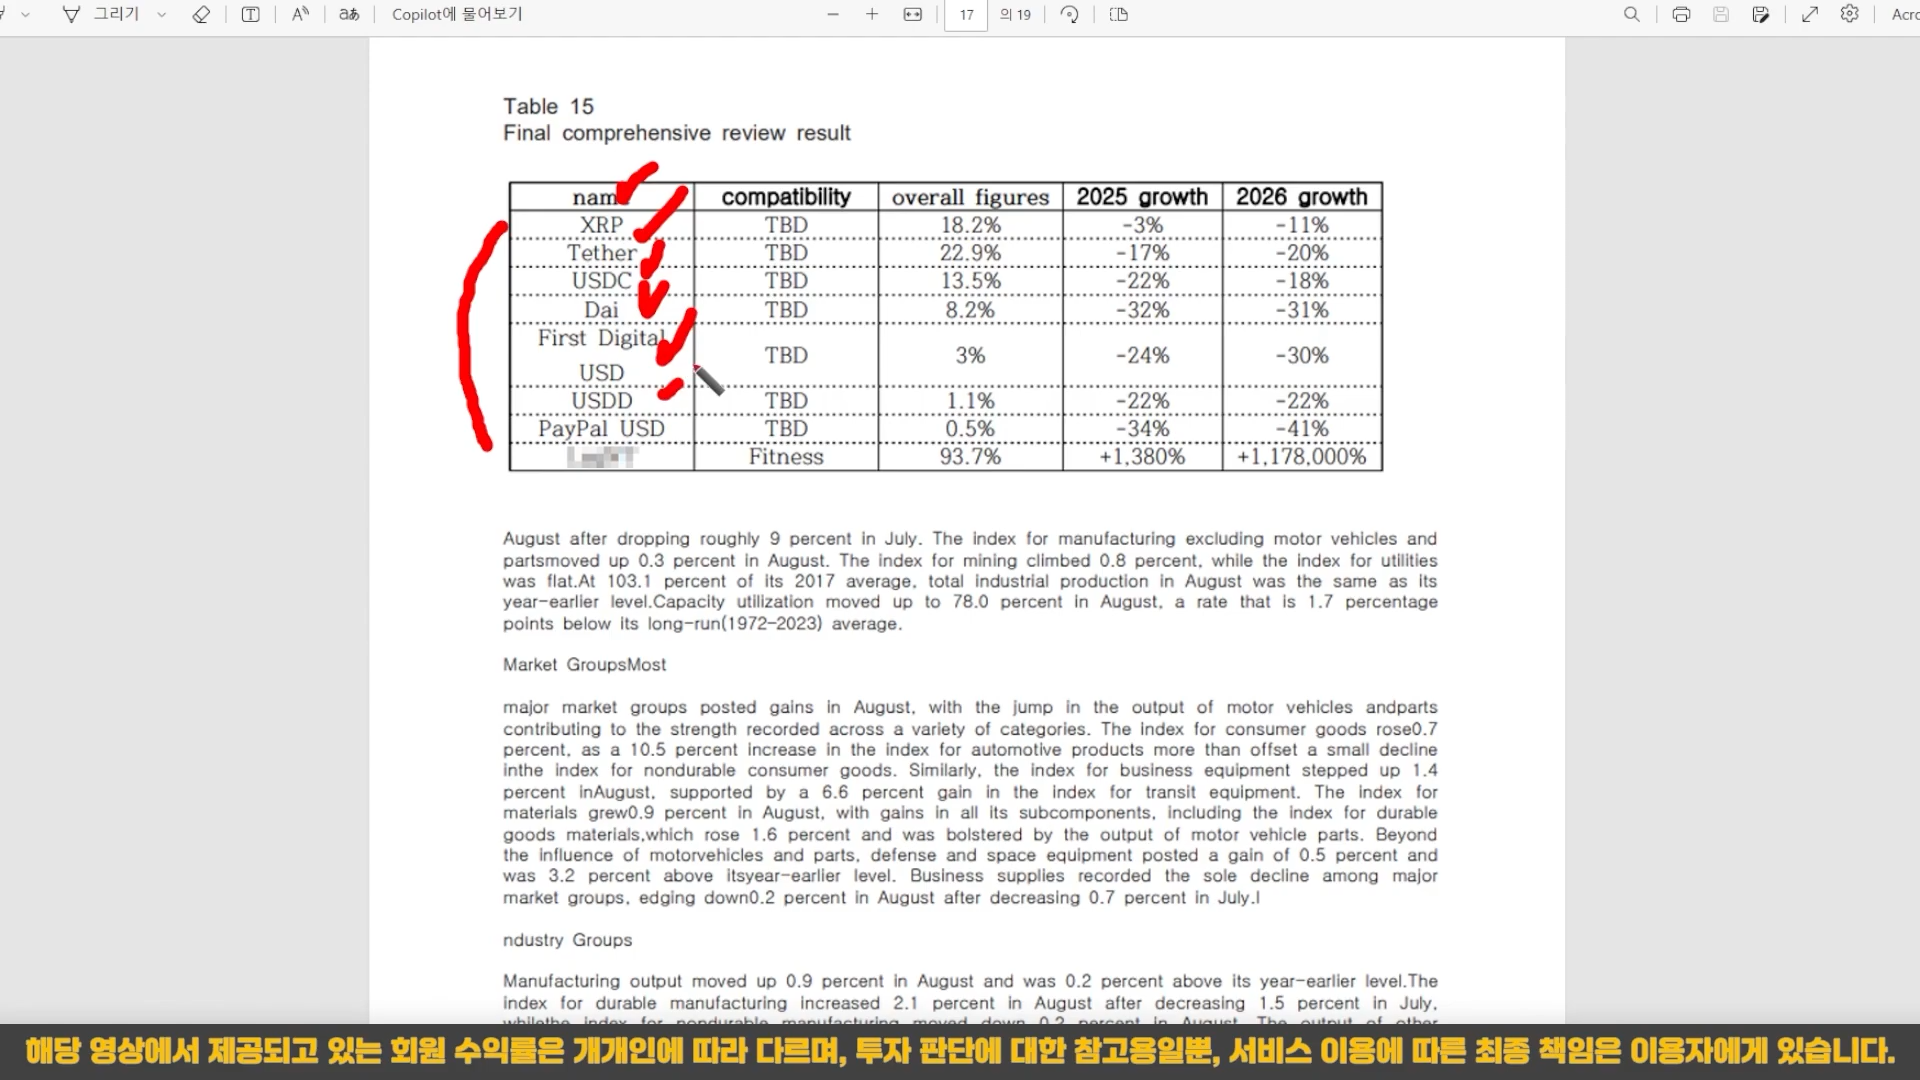 그리기
Copilot에 물어보기
17
의 19
Table 15
Final comprehensive review result
compatibility overall figures 2025 growth 2026 growth
XRP TBD 18.2% -3% -11%
Tether TBD 22.9% -17% -20%
USDC TBD 13.5% -22% -18%
Dai TBD 8.2% -32% -31%
First Digital
USD TBD 3% -24% -30%
USDD TBD 1.1% -22% -22%
PayPal USD TBD 0.5% -34% -41%
Fitness 93.7% +1,380% +1,178,000%
August after dropping roughly 9 percent in July. The index for manufacturing excluding motor vehicles and
partsmoved up 0.3 percent in August. The index for mining climbed 0.8 percent, while the index for utilities
was flat.At 103.1 percent of its 2017 average, total industrial production in August was the same as its
year-earlier level.Capacity utilization moved up to 78.0 percent in August, a rate that is 1.7 percentage
points below its long-run(1972-2023) average.
Market GroupsMost
major market groups posted gains in August, with the jump in the output of motor vehicles andparts
contributing to the strength recorded across a variety of categories. The index for consumer goods rose0.7
percent, as a 10.5 percent increase in the index for automotive products more than offset a small decline
inthe index for nondurable consumer goods. Similarly, the index for business equipment stepped up 1.4
percent inAugust, supported by a 6.6 percent gain in the index for transit equipment. The index for
materials grew0.9 percent in August, with gains in all its subcomponents, including the index for durable
goods materials,which rose 1.6 percent and was bolstered by the output of motor vehicle parts. Beyond
the influence of motorvehicles and parts, defense and space equipment posted a gain of 0.5 percent and
was 3.2 percent above itsyear-earlier level. Business supplies recorded the sole decline among major
market groups, edging down0.2 percent in August after decreasing 0.7 percent in July.I
ndustry Groups
Manufacturing output moved up 0.9 percent in August and was 0.2 percent above its year-earlier level.The
index for durable manufacturing increased 2.1 percent in August after decreasing 1.5 percent in July,
whilethe index for nondurable manufacturing moved down 0.2 percent in August. The output of other
해당 영상에서 제공되고 있는 회원 수익률은 개개인에 따라 다르며, 투자 판단에 대한 참고용일뿐, 서비스 이용에 따른 최종 책임은 이용자에게 있습니다.